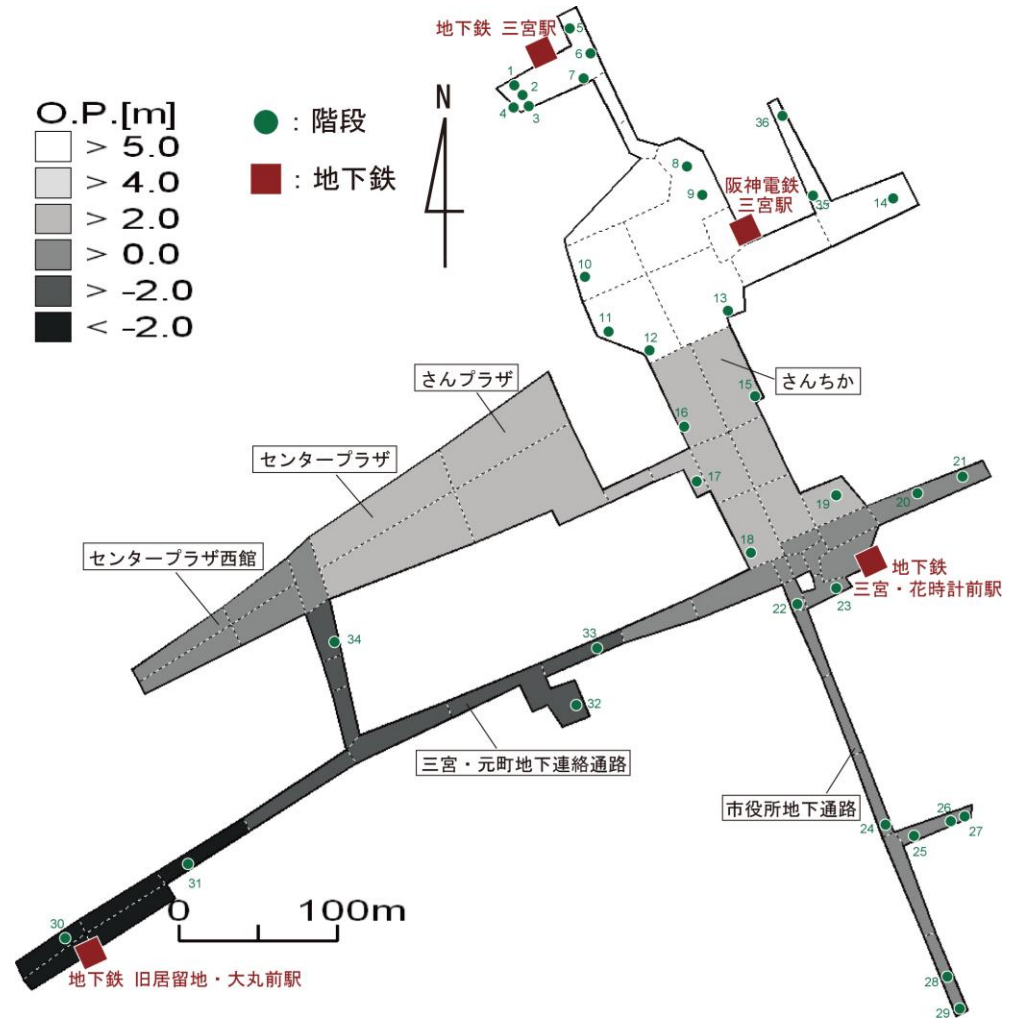 地下鉄 三宮駅
5
6
7
1
2
3
4
O.P.[m]
> 5.0
> 4.0
> 2.0
> 0.0
> -2.0
< -2.0
: 階段
: 地下鉄
N
36
8
9
阪神電鉄
三宮駅
35
14
10
13
11
12
さんプラザ
さんちか
15
16
センタープラザ
17
21
20
19
18
センタープラザ西館
地下鉄
三宮・花時計前駅
22
23
34
33
32
三宮・元町地下連絡通路
市役所地下通路
24
26
27
25
31
0
100m
30
地下鉄 旧居留地・大丸前駅
28
29